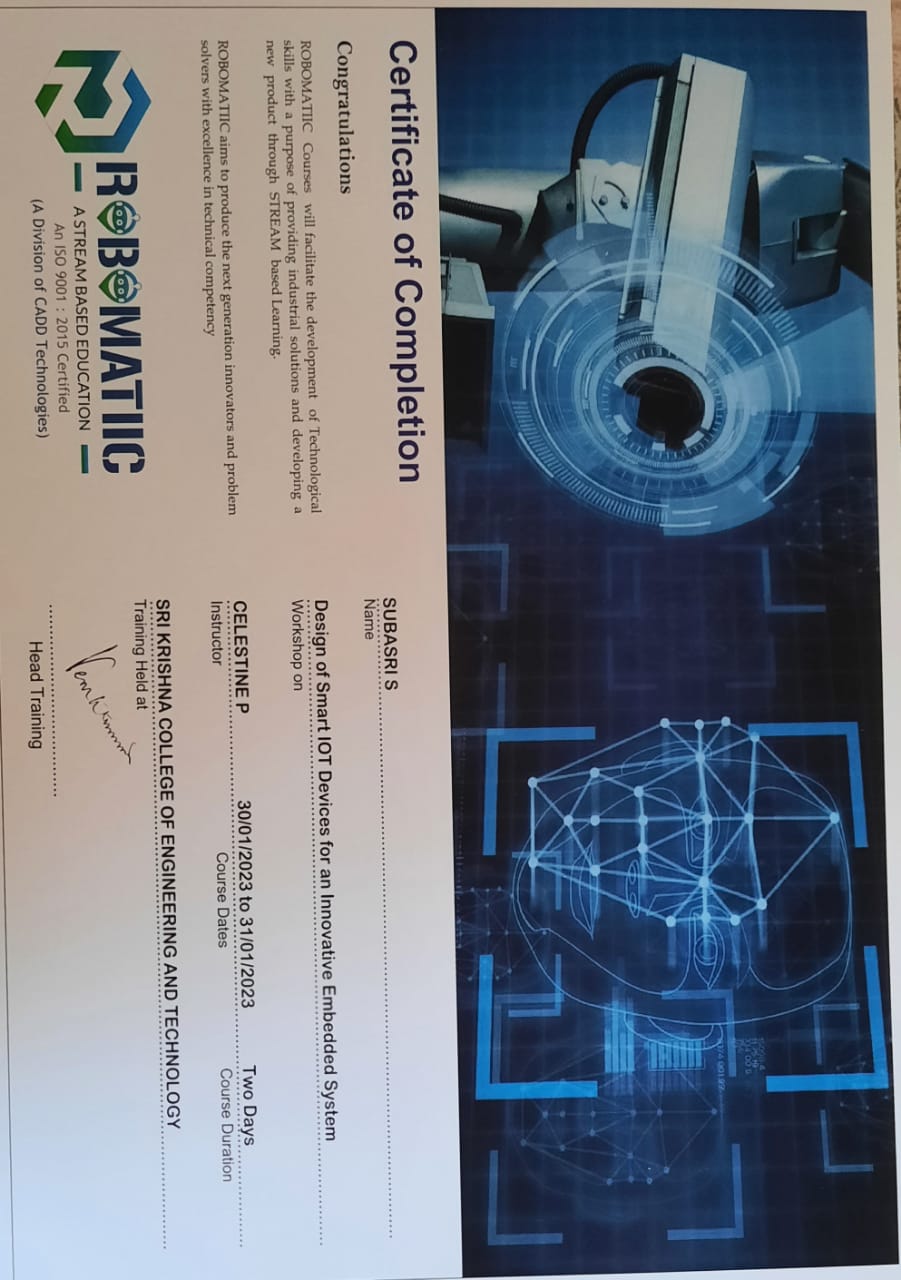 Certificate of Completion
Congratulations
ROBOMATIIC Courses will facilitate the development of Technological
skills with a purpose of providing industrial solutions and developing a
new product through STREAM based Learning.
ROBOMATIIC aims to produce the next generation innovators and problem
solvers with excellence in technical competency
ROBOMATIIC
A STREAM BASED EDUCATION
An ISO 9001 : 2015 Certified
(A Division of CADD Technologies)
SUBASRI S
Name
Design of Smart IOT Devices for an Innovative Embedded System
Workshop on
CELESTINE P 30/01/2023 to 31/01/2023 Two Days
Instructor Course Dates Course Duration
SRI KRISHNA COLLEGE OF ENGINEERING AND TECHNOLOGY
Training Held at
Head Training